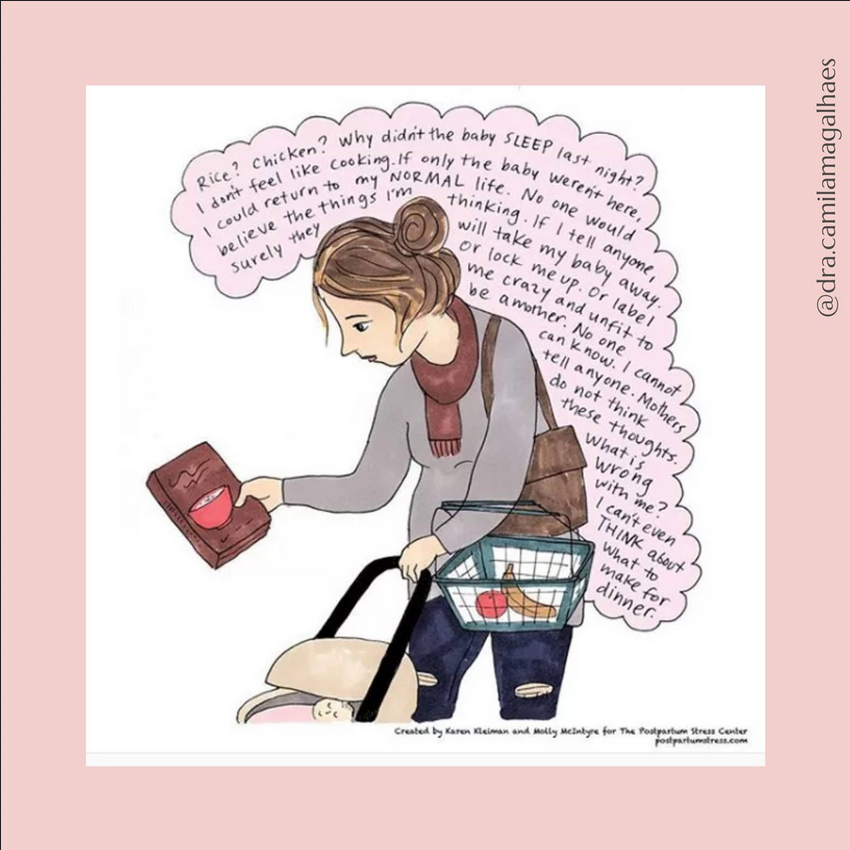 Rice? Chicken? Why didn't the baby SLEEP last night?
I don't feel like cooking. If only the baby weren't here,
I could return to my NORMAL life. No one would
believe the things I'm thinking. If I tell anyone,
surely they will take my baby away.
Or lock me up. Or label
me crazy and unfit to
be a mother. No one
can know. I cannot
tell anyone. Mothers
do not think
these thoughts.
What is
wrong
with me?
I can't even
THINK about
what to
make for
dinner.
Created by Karen Kleiman and Molly McIntyre for The Postpartum Stress Center
postpartumstress.com
@dra.camilamagalhaes